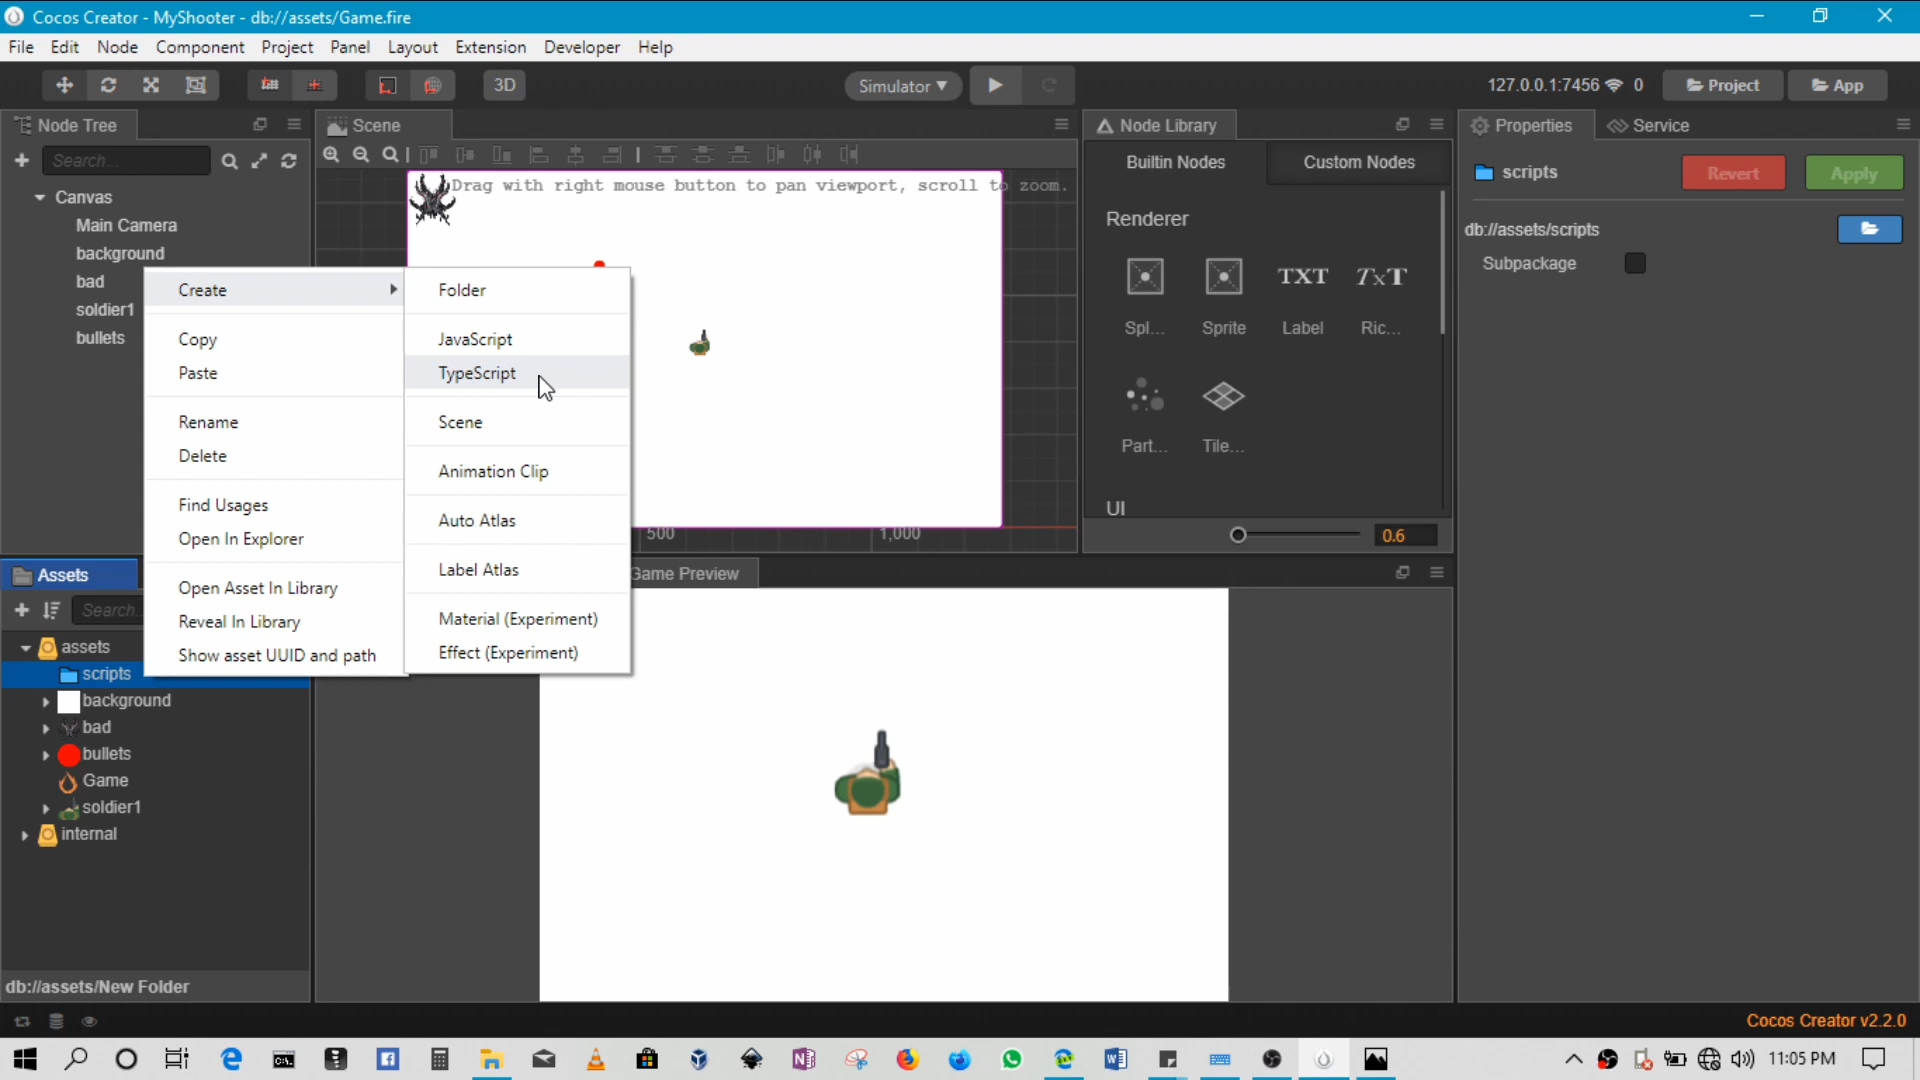 Cocos Creator - MyShooter - db://assets/Game.fire
File Edit Node Component Project Panel Layout Extension Developer Help
3D
Simulator
127.0.0.1:7456 0
Project
App
Node Tree
Search...
Canvas
Main Camera
background
bad
soldier1
bullets
Scene
Drag with right mouse button to pan viewport, scroll to zoom.
500
1,000
Create
Copy
Paste
Rename
Delete
Find Usages
Open In Explorer
Open Asset In Library
Reveal In Library
Show asset UUID and path
Folder
JavaScript
TypeScript
Scene
Animation Clip
Auto Atlas
Label Atlas
Material (Experiment)
Effect (Experiment)
Node Library
Builtin Nodes
Custom Nodes
Renderer
TXT
TxT
Spl...
Sprite
Label
Ric...
Part...
Tile...
UI
0.6
Properties
Service
scripts
Revert
Apply
db://assets/scripts
Subpackage
Assets
Search.
assets
scripts
background
bad
bullets
Game
soldier1
internal
db://assets/New Folder
Game Preview
Cocos Creator v2.2.0
11:05 PM